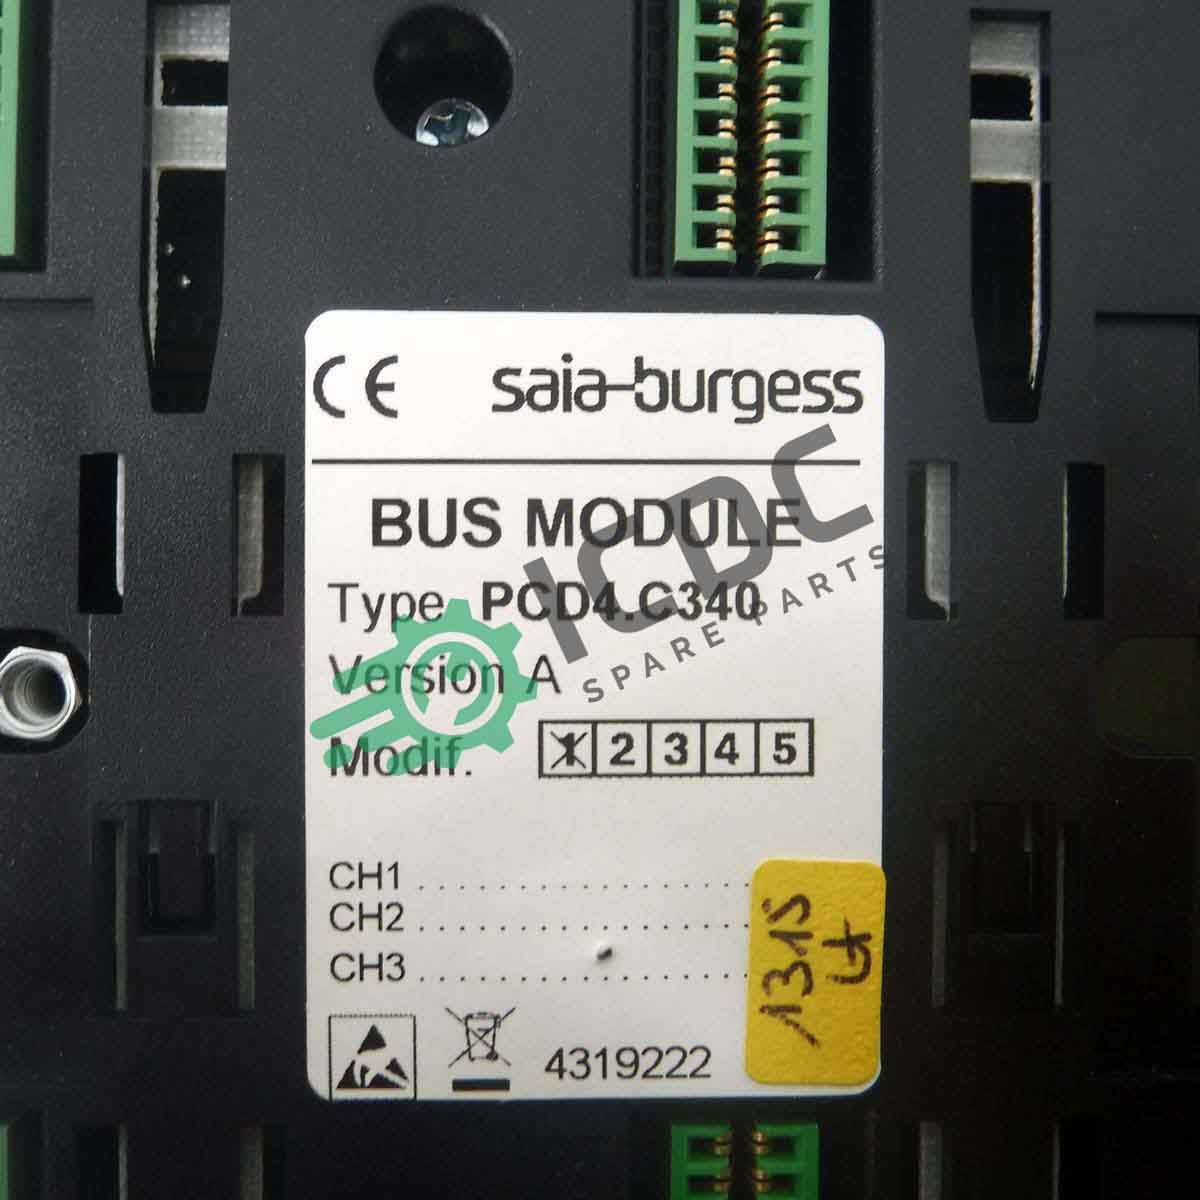 CE saia-burgess
BUS MODULE
Type PCD4.C340
Version A
Modif. 1 2 3 4 5
ICDC
SPARE PARTS
CH1 ....................
CH2 ....................
CH3 ....................
4319222
1315